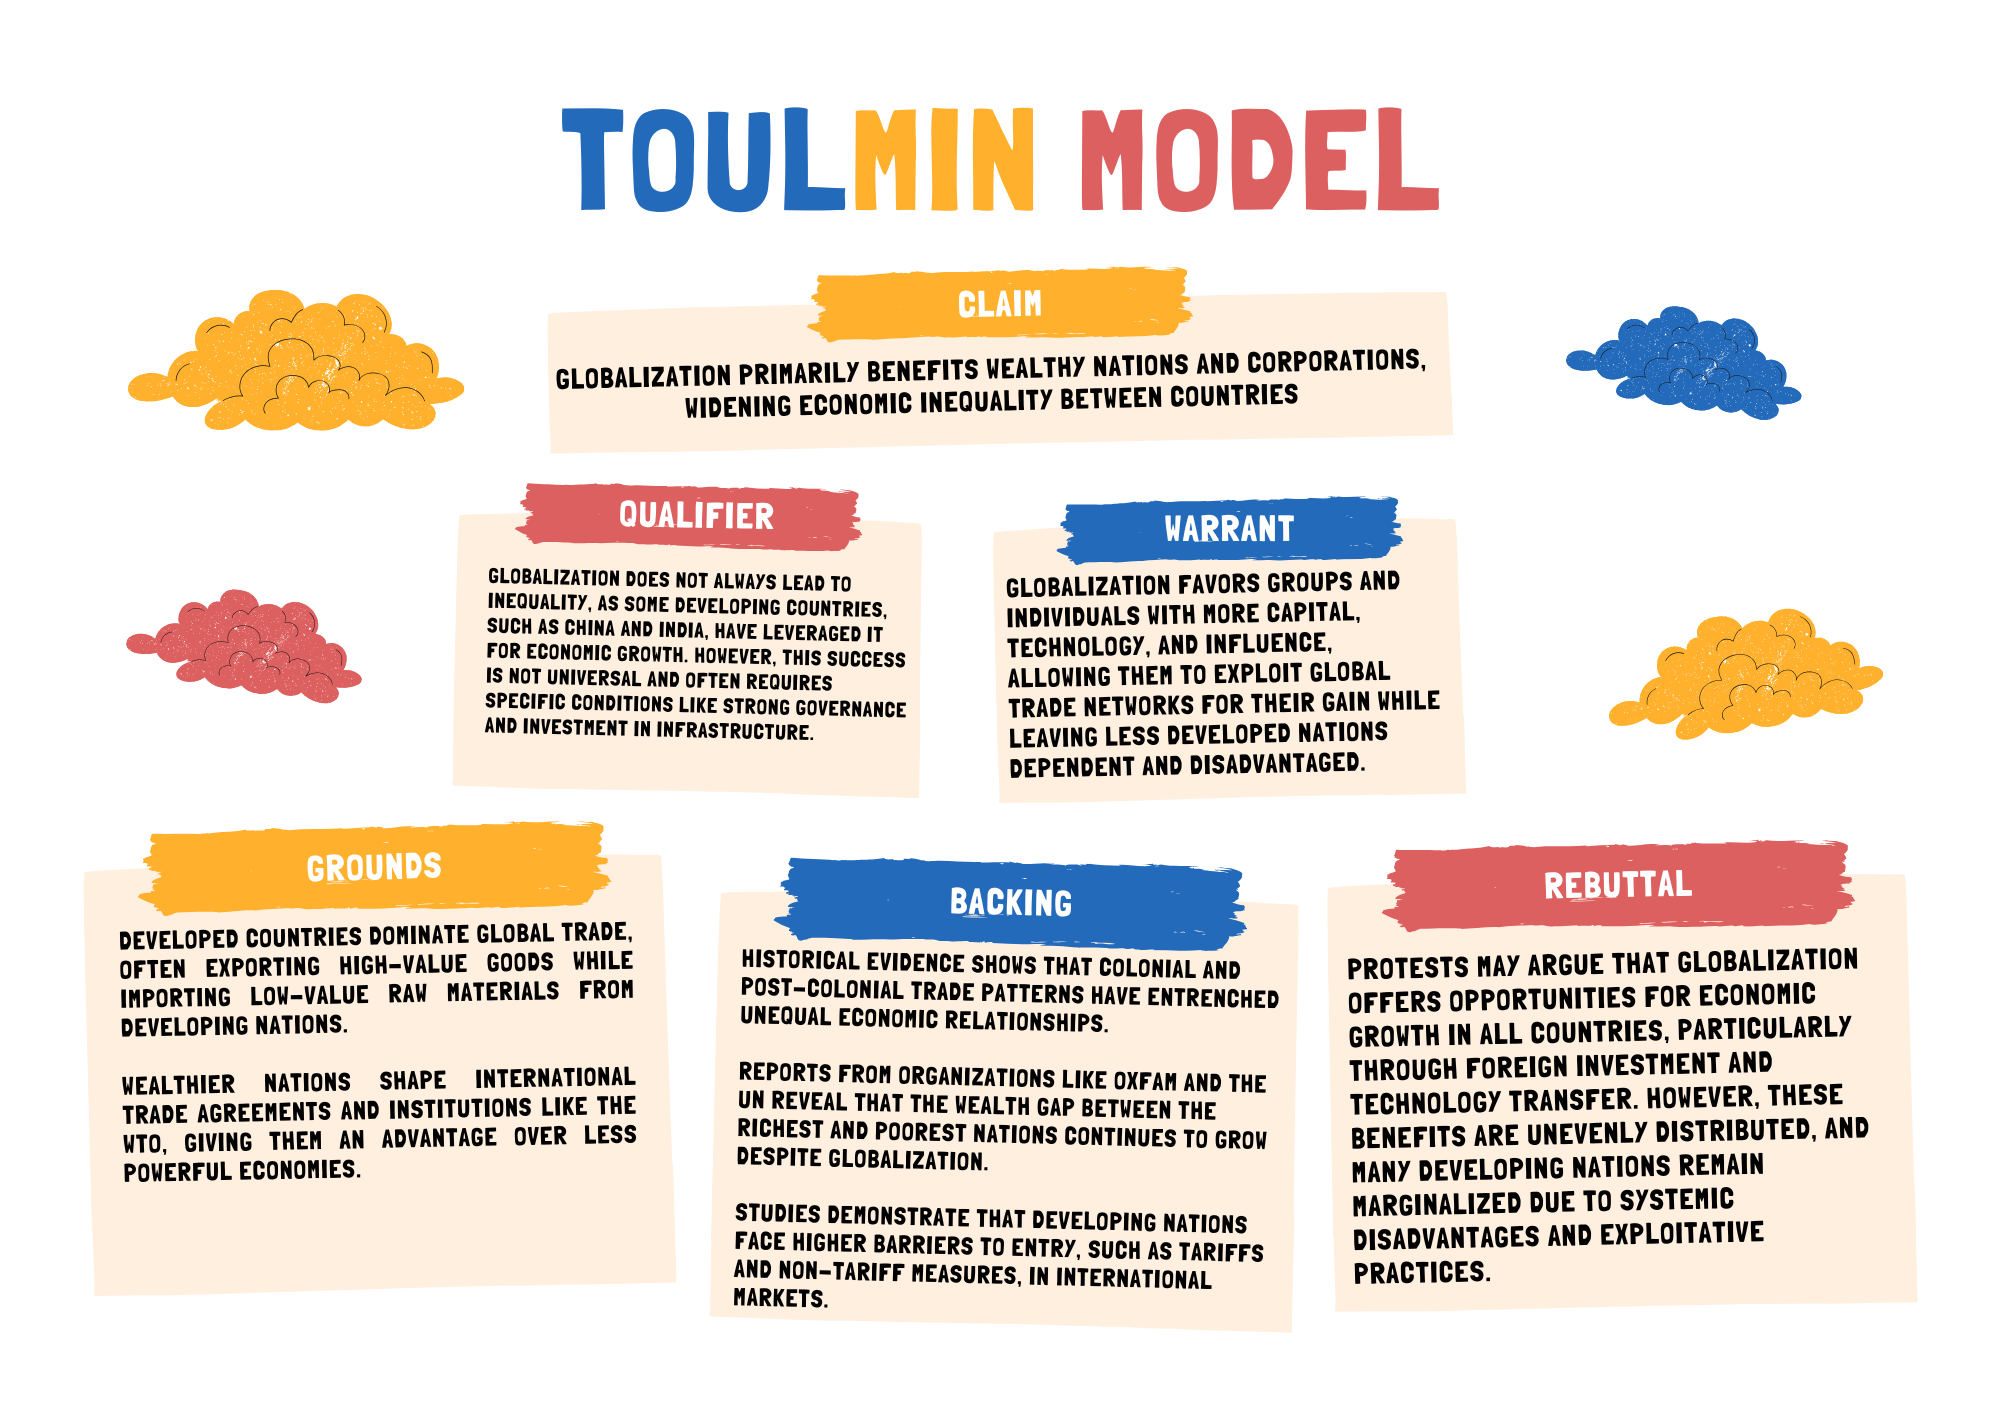 TOULMIN MODEL
CLAIM
GLOBALIZATION PRIMARILY BENEFITS WEALTHY NATIONS AND CORPORATIONS,
WIDENING ECONOMIC INEQUALITY BETWEEN COUNTRIES
QUALIFIER
GLOBALIZATION DOES NOT ALWAYS LEAD TO
INEQUALITY, AS SOME DEVELOPING COUNTRIES,
SUCH AS CHINA AND INDIA, HAVE LEVERAGED IT
FOR ECONOMIC GROWTH. HOWEVER, THIS SUCCESS
IS NOT UNIVERSAL AND OFTEN REQUIRES
SPECIFIC CONDITIONS LIKE STRONG GOVERNANCE
AND INVESTMENT IN INFRASTRUCTURE.
WARRANT
GLOBALIZATION FAVORS GROUPS AND
INDIVIDUALS WITH MORE CAPITAL,
TECHNOLOGY, AND INFLUENCE,
ALLOWING THEM TO EXPLOIT GLOBAL
TRADE NETWORKS FOR THEIR GAIN WHILE
LEAVING LESS DEVELOPED NATIONS
DEPENDENT AND DISADVANTAGED.
GROUNDS
DEVELOPED COUNTRIES DOMINATE GLOBAL TRADE,
OFTEN EXPORTING HIGH-VALUE GOODS WHILE
IMPORTING LOW-VALUE RAW MATERIALS FROM
DEVELOPING NATIONS.
WEALTHIER NATIONS SHAPE INTERNATIONAL
TRADE AGREEMENTS AND INSTITUTIONS LIKE THE
WTO, GIVING THEM AN ADVANTAGE OVER LESS
POWERFUL ECONOMIES.
BACKING
HISTORICAL EVIDENCE SHOWS THAT COLONIAL AND
POST-COLONIAL TRADE PATTERNS HAVE ENTRENCHED
UNEQUAL ECONOMIC RELATIONSHIPS.
REPORTS FROM ORGANIZATIONS LIKE OXFAM AND THE
UN REVEAL THAT THE WEALTH GAP BETWEEN THE
RICHEST AND POOREST NATIONS CONTINUES TO GROW
DESPITE GLOBALIZATION.
STUDIES DEMONSTRATE THAT DEVELOPING NATIONS
FACE HIGHER BARRIERS TO ENTRY, SUCH AS TARIFFS
AND NON-TARIFF MEASURES, IN INTERNATIONAL
MARKETS.
REBUTTAL
PROTESTS MAY ARGUE THAT GLOBALIZATION
OFFERS OPPORTUNITIES FOR ECONOMIC
GROWTH IN ALL COUNTRIES, PARTICULARLY
THROUGH FOREIGN INVESTMENT AND
TECHNOLOGY TRANSFER. HOWEVER, THESE
BENEFITS ARE UNEVENLY DISTRIBUTED, AND
MANY DEVELOPING NATIONS REMAIN
MARGINALIZED DUE TO SYSTEMIC
DISADVANTAGES AND EXPLOITATIVE
PRACTICES.